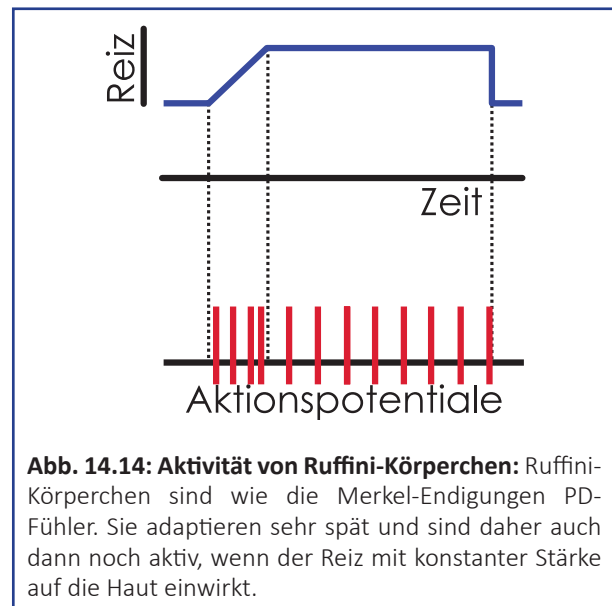 Reiz
Zeit
Aktionspotentiale
Abb. 14.14: Aktivität von Ruffini-Körperchen: Ruffini-
Körperchen sind wie die Merkel-Endigungen PD-
Fühler. Sie adaptieren sehr spät und sind daher auch
dann noch aktiv, wenn der Reiz mit konstanter Stärke
auf die Haut einwirkt.